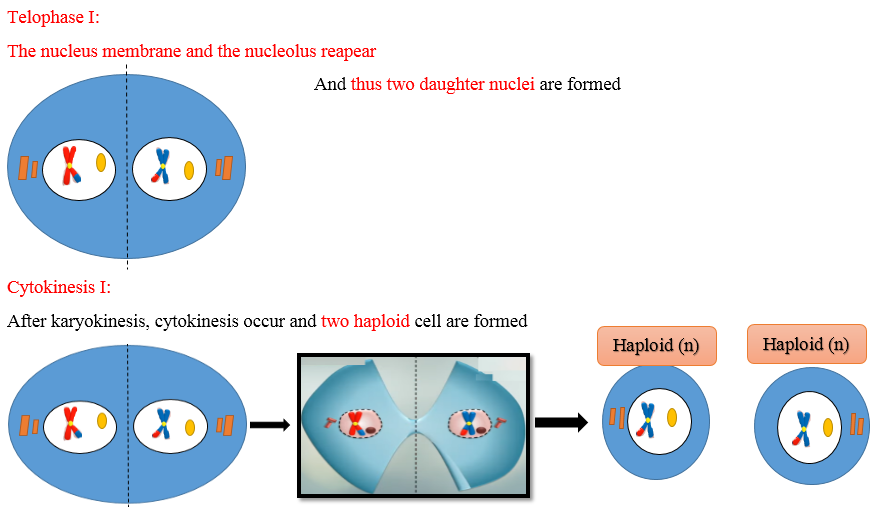 Telophase I:
The nucleus membrane and the nucleolus reapear
And thus two daughter nuclei are formed
Cytokinesis I:
After karyokinesis, cytokinesis occur and two haploid cell are formed
Haploid (n)
Haploid (n)